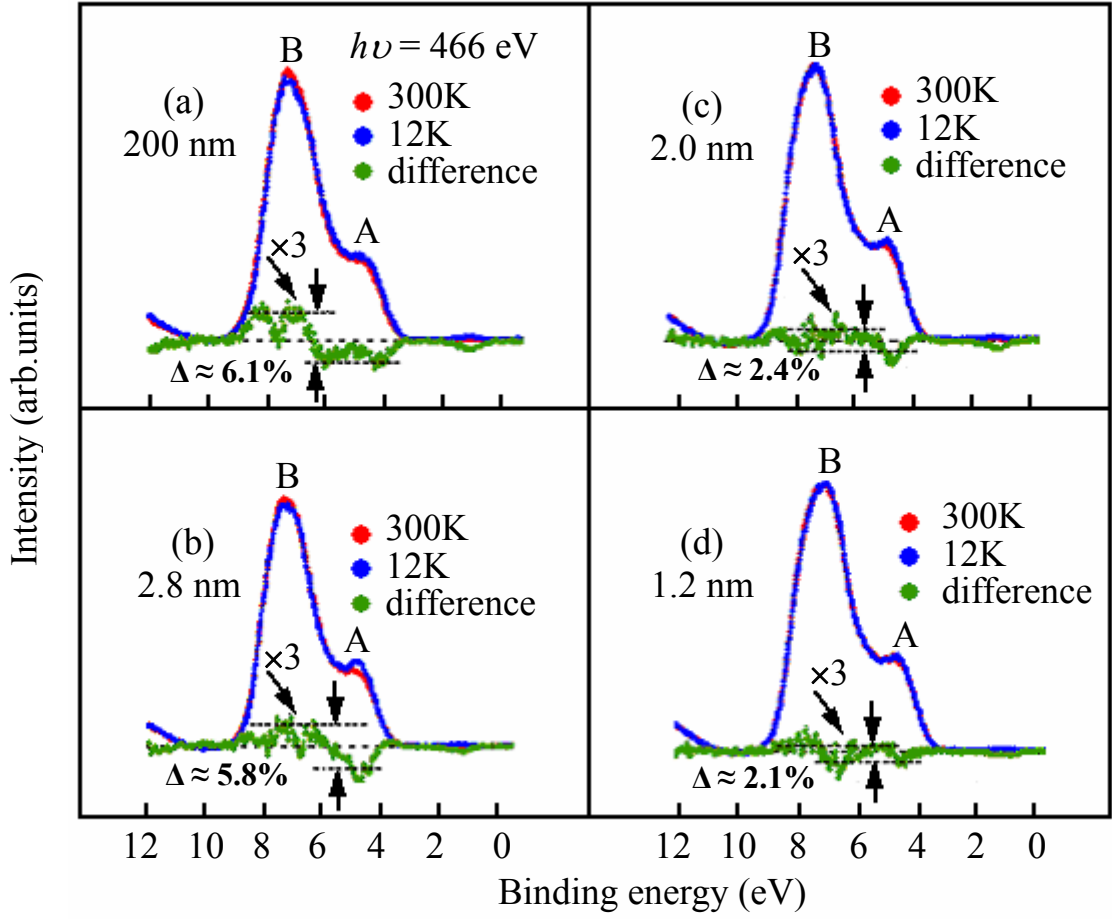 B
hυ = 466 eV
(a)
200 nm
300K
12K
difference
A
×3
Δ ≈ 6.1%
B
(c)
2.0 nm
300K
12K
difference
A
×3
Δ ≈ 2.4%
B
(b)
2.8 nm
300K
12K
difference
A
×3
Δ ≈ 5.8%
B
(d)
1.2 nm
300K
12K
difference
A
×3
Δ ≈ 2.1%
12 10 8 6 4 2 0
12 10 8 6 4 2 0
Binding energy (eV)
Intensity (arb.units)